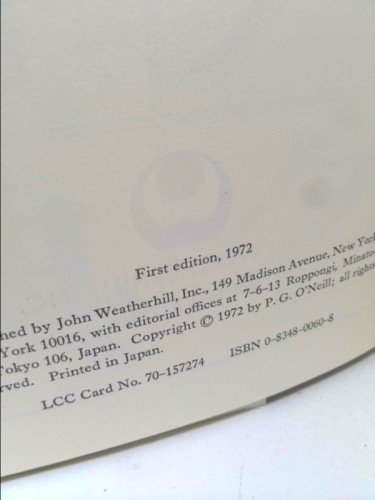 First edition, 1972
hed by John Weatherhill, Inc., 149 Madison Avenue, New York
York 10016, with editorial offices at 7-6-13 Roppongi, Minato-
Tokyo 106, Japan. Copyright © 1972 by P. G. O'Neill; all rights
rved. Printed in Japan.
LCC Card No. 70-157274 ISBN 0-8348-0060-8